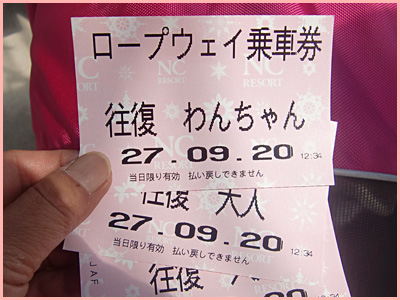 ロープウェイ乗車券
NC
RESORT
往復 わんちゃん
27-09.20 12:34
当日限り有効 払い戻しできません
往復 大人
27-09.20 12:34
当日限り有効 払い戻しできません
往復
JAF